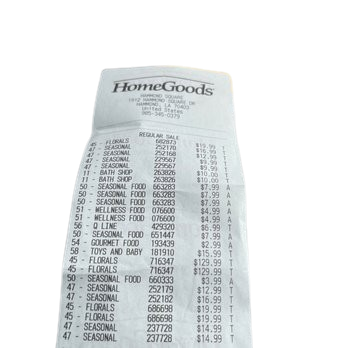 HomeGoods
HAMMOND SQUARE
1912 HAMMOND SQUARE DR
HAMMOND, LA 70403
United States
985-345-0379
REGULAR SALE
45 - FLORALS 682873 $19.99 T
47 - SEASONAL 252170 $16.99 T
47 - SEASONAL 252168 $12.99 T
47 - SEASONAL 229567 $9.99 T
47 - SEASONAL 229567 $9.99 T
11 - BATH SHOP 263826 $10.00 T
11 - BATH SHOP 263826 $10.00 T
50 - SEASONAL FOOD 663283 $7.99 A
50 - SEASONAL FOOD 663283 $7.99 A
50 - SEASONAL FOOD 663283 $7.99 A
51 - WELLNESS FOOD 076600 $4.99 A
51 - WELLNESS FOOD 076600 $4.99 A
56 - Q LINE 429320 $6.99 T
50 - SEASONAL FOOD 651447 $7.99 A
54 - GOURMET FOOD 193439 $2.99 A
58 - TOYS AND BABY 181910 $15.99 T
45 - FLORALS 716347 $129.99 T
45 - FLORALS 716347 $129.99 T
50 - SEASONAL FOOD 660333 $3.99 A
47 - SEASONAL 252179 $12.99 T
47 - SEASONAL 252182 $16.99 T
45 - FLORALS 686698 $19.99 T
45 - FLORALS 686698 $19.99 T
47 - SEASONAL 237728 $14.99 T
47 - SEASONAL 237728 $14.99 T